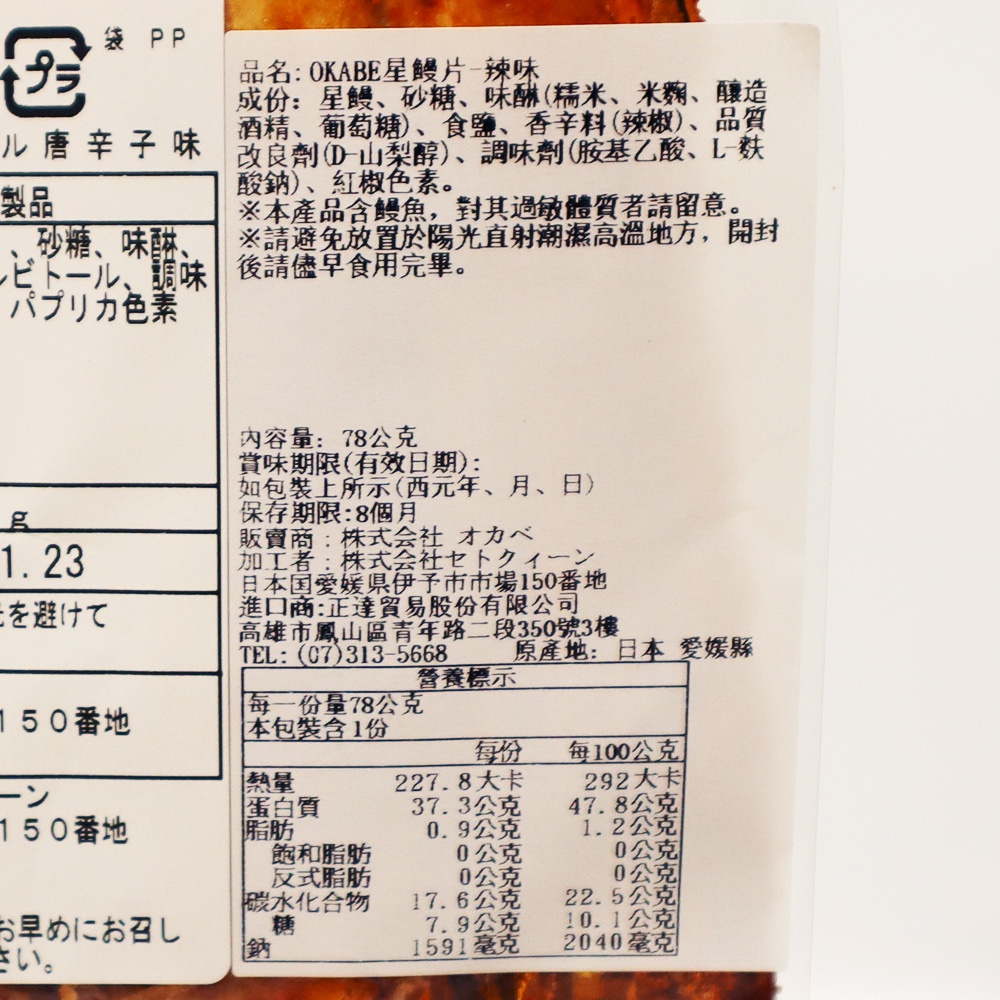 プラ
袋 PP
ル唐辛子味
製品
、砂糖、味醂、
ルビトール、調味
パプリカ色素
g
1.23
光を避けて
150番地
ーン
150番地
お早めにお召し
さい。
品名:OKABE星鰻片-辣味
成份: 星鰻、砂糖、味醂(糯米、米麴、釀造
酒精、葡萄糖)、食鹽、香辛料(辣椒)、品質
改良劑(D-山梨醇)、調味劑(胺基乙酸、L-麩
酸鈉)、紅椒色素。
※本產品含鰻魚，對其過敏體質者請留意。
※請避免放置於陽光直射潮濕高溫地方，開封
後請儘早食用完畢。
內容量: 78公克
賞味期限(有效日期):
如包裝上所示(西元年、月、日)
保存期限:8個月
販賣商:株式会社 オカベ
加工者:株式会社セトクィーン
日本国愛媛県伊予市市場150番地
進口商:正達貿易股份有限公司
高雄市鳳山區青年路二段350號3樓
TEL:(07)313-5668 原產地: 日本 愛媛縣
營養標示
每一份量78公克
本包裝含1份
每份 每100公克
熱量 227.8大卡 292大卡
蛋白質 37.3公克 47.8公克
脂肪 0.9公克 1.2公克
飽和脂肪 0公克 0公克
反式脂肪 0公克 0公克
碳水化合物 17.6公克 22.5公克
糖 7.9公克 10.1公克
鈉 1591毫克 2040毫克